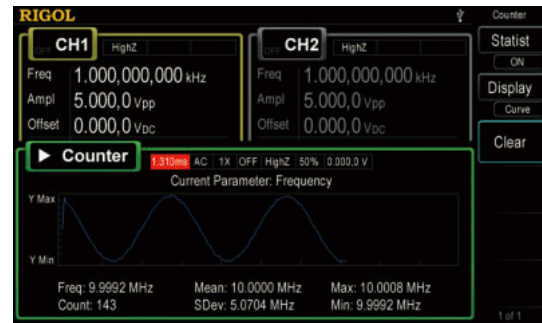 RIGOL
Counter
OFF CH1 HighZ
Freq 1.000,000,000 kHz
Ampl 5.000,0 Vpp
Offset 0.000,0 VDC
OFF CH2 HighZ
Freq 1.000,000,000 kHz
Ampl 5.000,0 Vpp
Offset 0.000,0 VDC
Statist
ON
Display
Curve
Clear
Counter 1.310ms AC 1X OFF HighZ 50% 0.000,0 V
Current Parameter: Frequency
Y Max
Y Min
Freq: 9.9992 MHz Mean: 10.0000 MHz Max: 10.0008 MHz
Count: 143 SDev: 5.0704 MHz Min: 9.9992 MHz
1 of 1